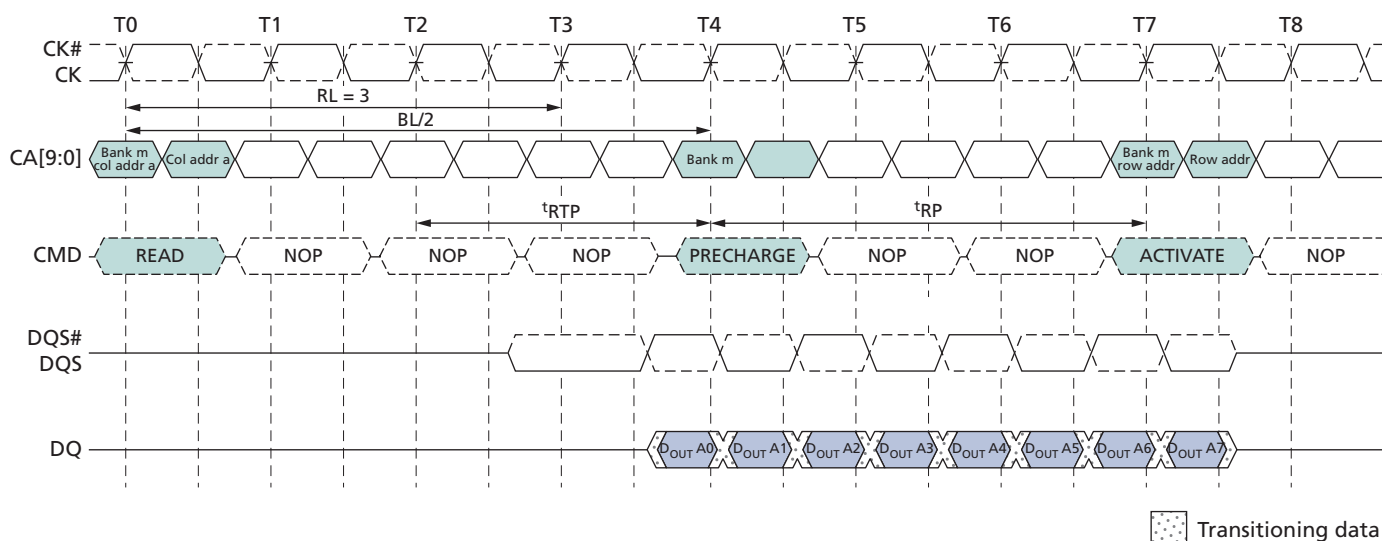 T0 T1 T2 T3 T4 T5 T6 T7 T8
CK#
CK
RL = 3
BL/2
CA[9:0]
Bank m col addr a
Col addr a
Bank m
Bank m row addr
Row addr
tRTP
tRP
CMD
READ NOP NOP NOP PRECHARGE NOP NOP ACTIVATE NOP
DQS#
DQS
DQ
DOUT A0 DOUT A1 DOUT A2 DOUT A3 DOUT A4 DOUT A5 DOUT A6 DOUT A7
Transitioning data